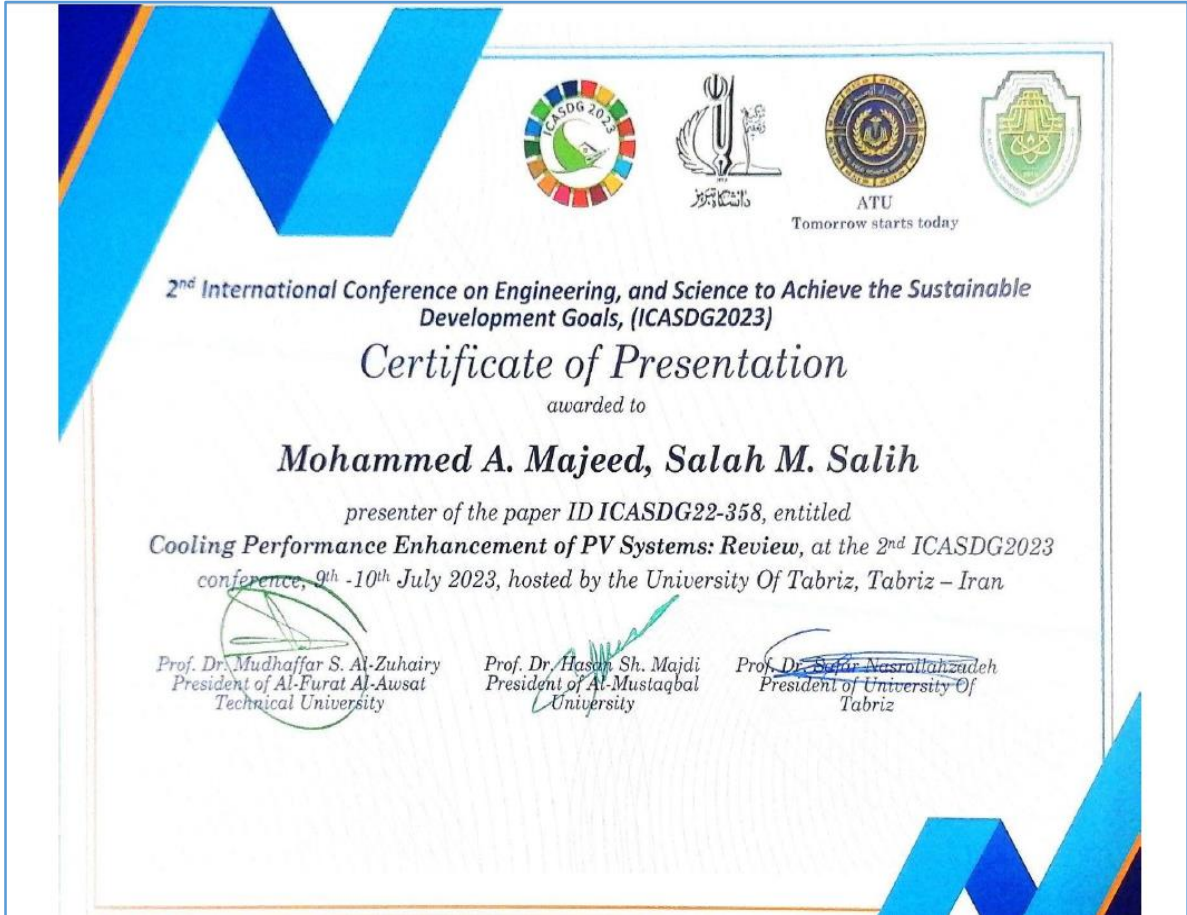 ICASDG 2023
دانشگاه تبریز
ATU
Tomorrow starts today
2nd International Conference on Engineering, and Science to Achieve the Sustainable
Development Goals, (ICASDG2023)
Certificate of Presentation
awarded to
Mohammed A. Majeed, Salah M. Salih
presenter of the paper ID ICASDG22-358, entitled
Cooling Performance Enhancement of PV Systems: Review, at the 2nd ICASDG2023
conference, 9th -10th July 2023, hosted by the University Of Tabriz, Tabriz – Iran
Prof. Dr. Mudhaffar S. Al-Zuhairy
President of Al-Furat Al-Awsat
Technical University
Prof. Dr. Hasan Sh. Majdi
President of Al-Mustaqbal
University
Prof. Dr. Safar Nasrollahzadeh
President of University Of
Tabriz